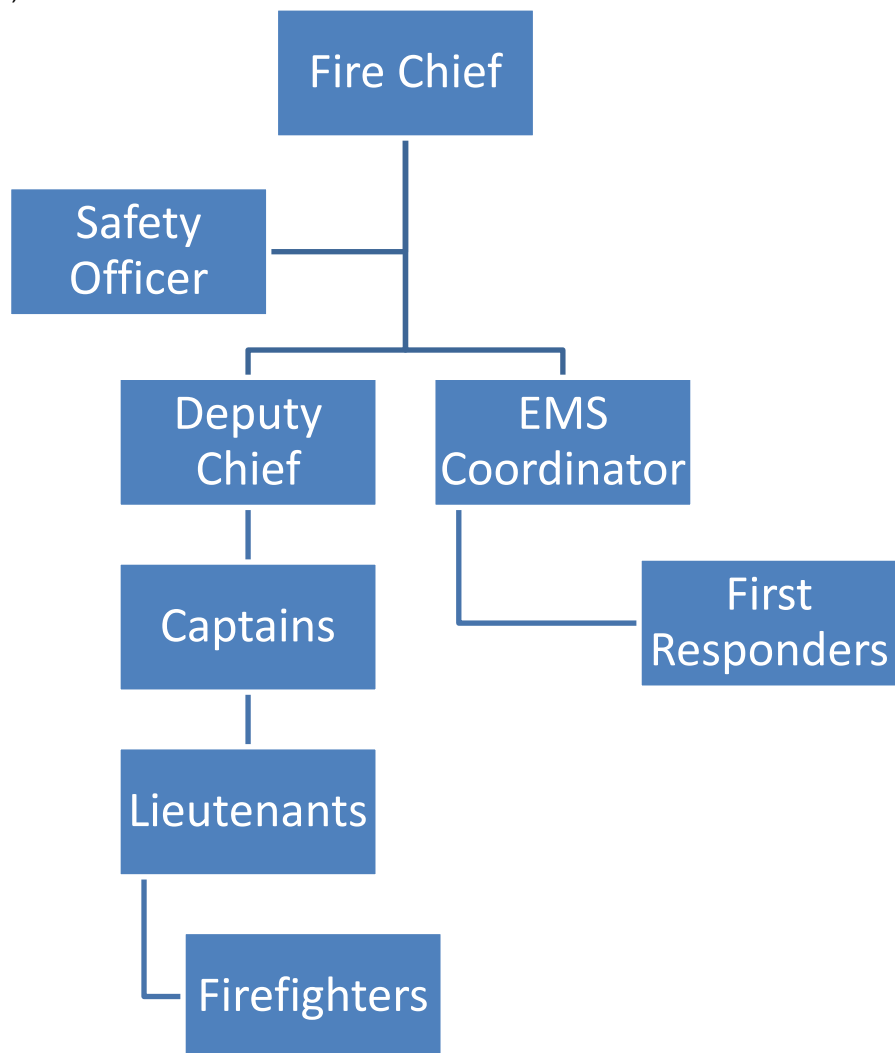 Fire Chief
Safety
Officer
Deputy
Chief
EMS
Coordinator
Captains
First
Responders
Lieutenants
Firefighters